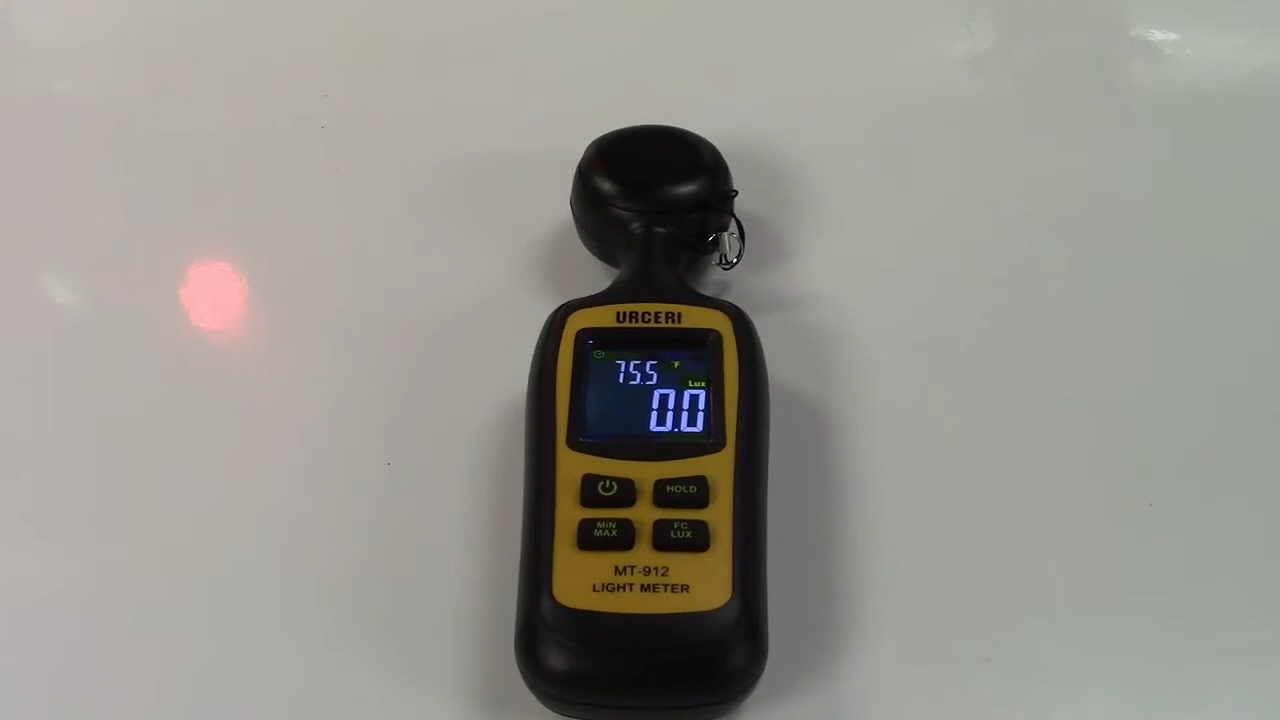 URCERI
75.5 °F
Lux
0.0
HOLD
MIN
MAX
FC
LUX
MT-912
LIGHT METER